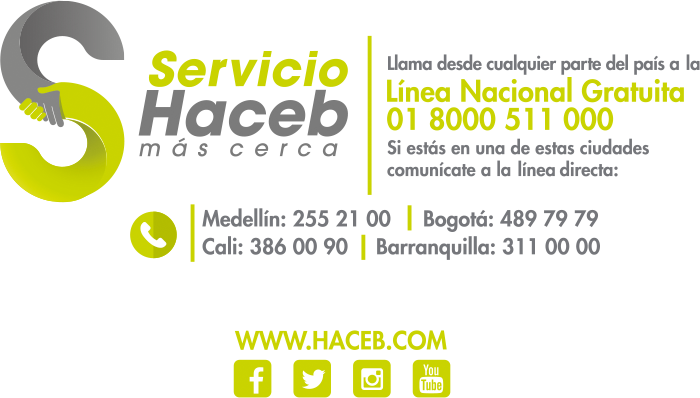 Servicio
Haceb
más cerca
Llama desde cualquier parte del país a la
Línea Nacional Gratuita
01 8000 511 000
Si estás en una de estas ciudades
comunícate a la línea directa:
Medellín: 255 21 00 Bogotá: 489 79 79
Cali: 386 00 90 Barranquilla: 311 00 00
WWW.HACEB.COM
You
Tube